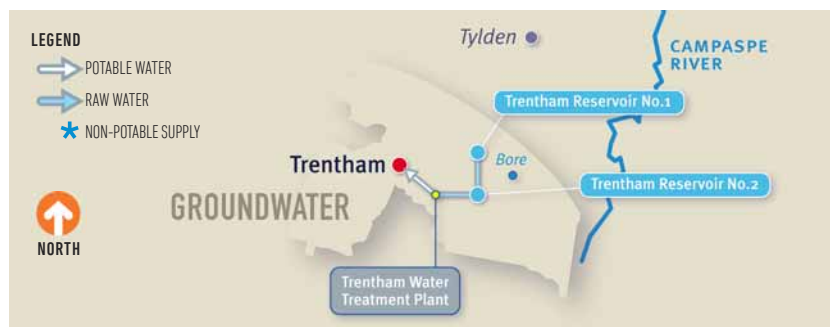 LEGEND
POTABLE WATER
RAW WATER
NON-POTABLE SUPPLY
NORTH
Tylden
CAMPASPE
RIVER
Trentham Reservoir No.1
Trentham
Bore
Trentham Reservoir No.2
GROUNDWATER
Trentham Water
Treatment Plant